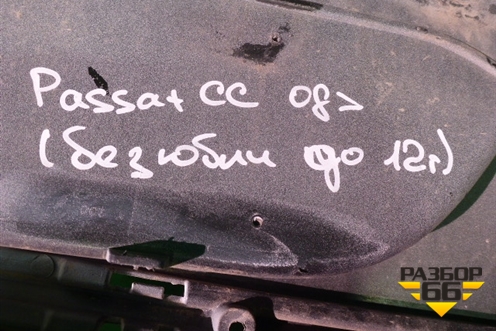 Passat CC 08>
(без юбки до 12г)
РАЗБОР
66